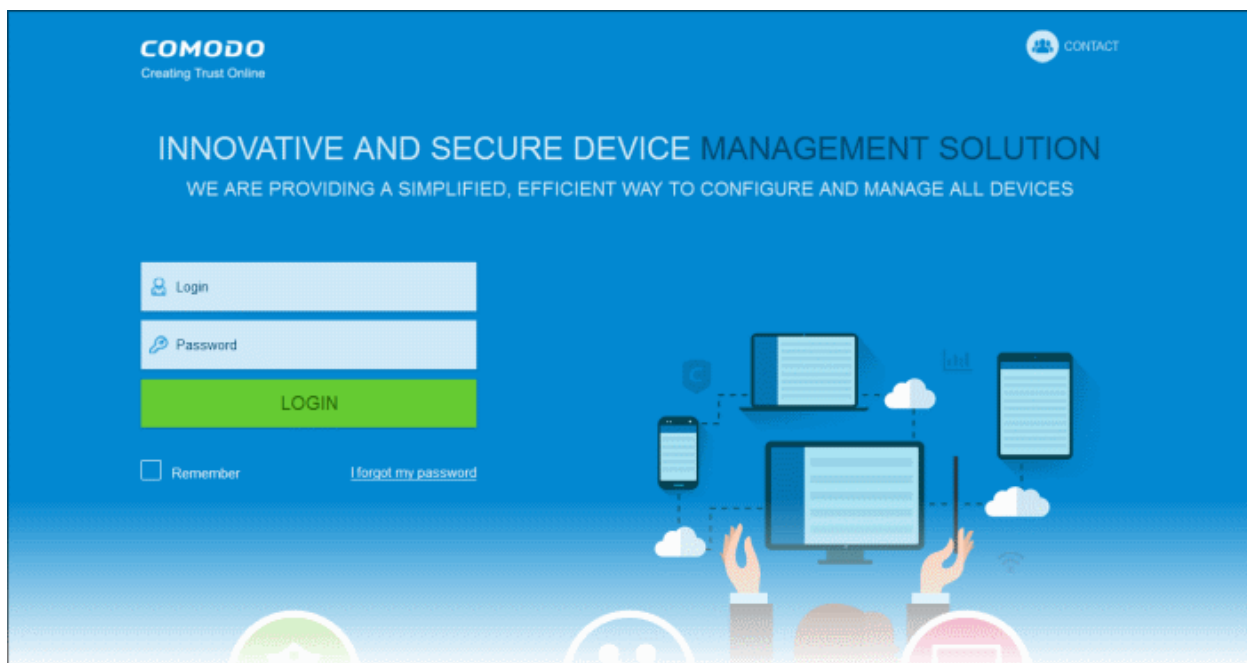 COMODO
Creating Trust Online
CONTACT
INNOVATIVE AND SECURE DEVICE MANAGEMENT SOLUTION
WE ARE PROVIDING A SIMPLIFIED, EFFICIENT WAY TO CONFIGURE AND MANAGE ALL DEVICES
Login
Password
LOGIN
Remember
I forgot my password
C